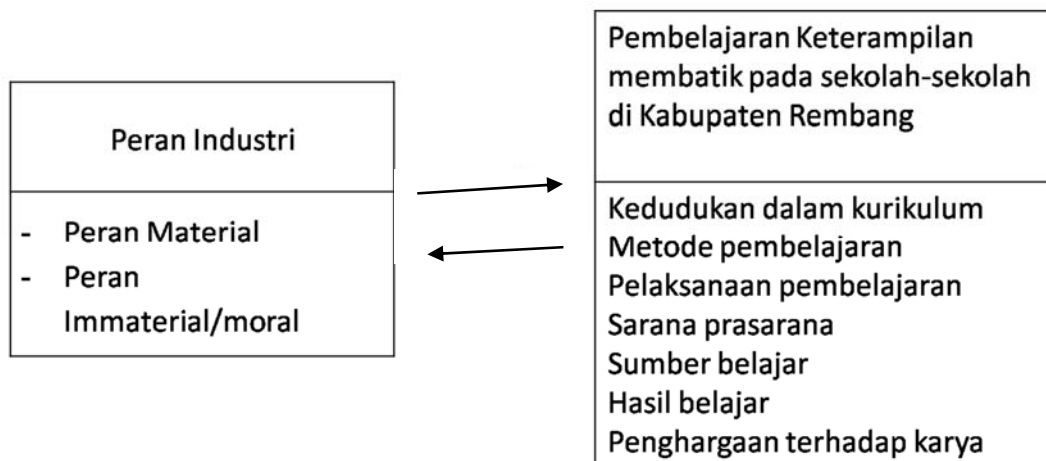 Peran Industri
- Peran Material
- Peran
Immaterial/moral
Pembelajaran Keterampilan
membatik pada sekolah-sekolah
di Kabupaten Rembang
Kedudukan dalam kurikulum
Metode pembelajaran
Pelaksanaan pembelajaran
Sarana prasarana
Sumber belajar
Hasil belajar
Penghargaan terhadap karya